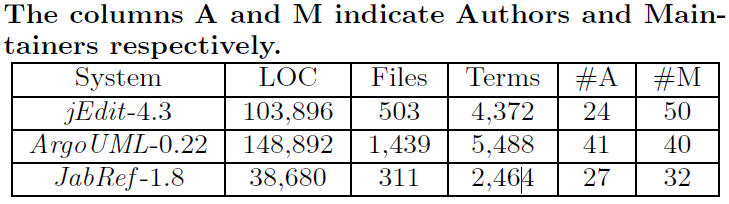 The columns A and M indicate Authors and Main-
tainers respectively.
System LOC Files Terms #A #M
jEdit-4.3 103,896 503 4,372 24 50
ArgoUML-0.22 148,892 1,439 5,488 41 40
JabRef-1.8 38,680 311 2,464 27 32